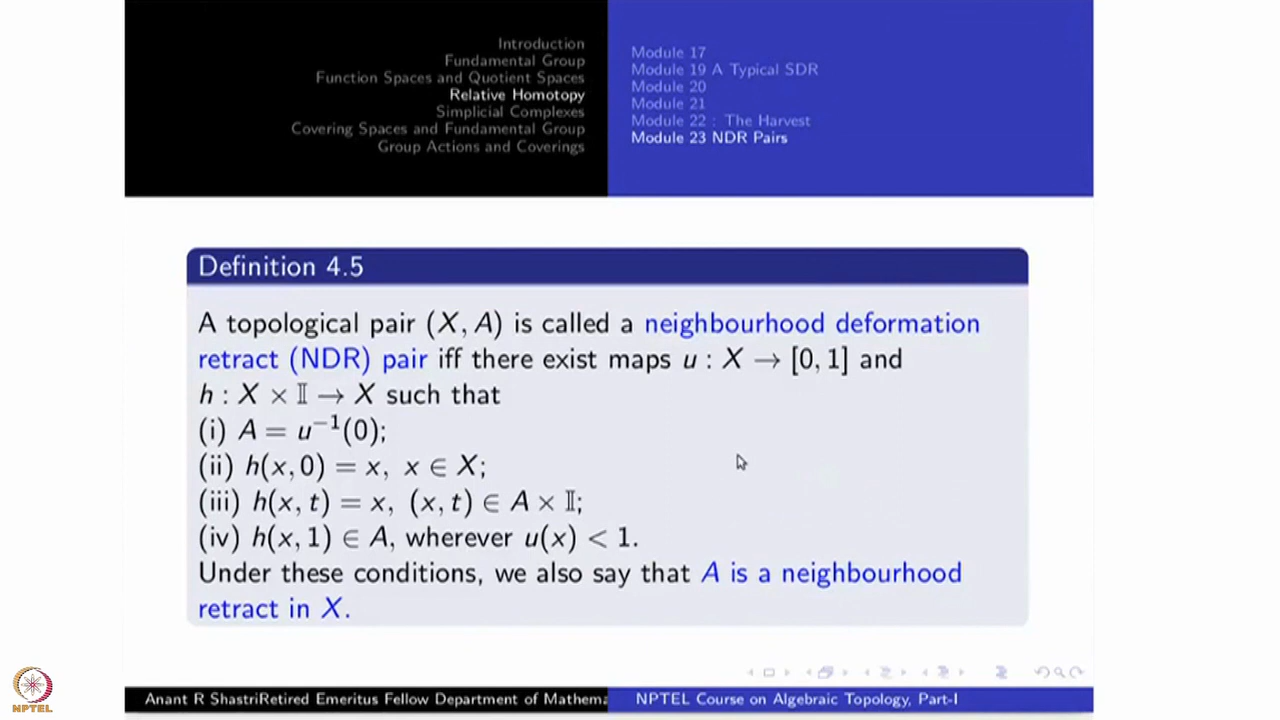 Introduction
Fundamental Group
Function Spaces and Quotient Spaces
Relative Homotopy
Simplicial Complexes
Covering Spaces and Fundamental Group
Group Actions and Coverings
Module 17
Module 19 A Typical SDR
Module 20
Module 21
Module 22 : The Harvest
Module 23 NDR Pairs
Definition 4.5
A topological pair (X, A) is called a neighbourhood deformation
retract (NDR) pair iff there exist maps u : X → [0, 1] and
h : X × 𝕀 → X such that
(i) A = u⁻¹(0);
(ii) h(x, 0) = x, x ∈ X;
(iii) h(x, t) = x, (x, t) ∈ A × 𝕀;
(iv) h(x, 1) ∈ A, wherever u(x) < 1.
Under these conditions, we also say that A is a neighbourhood
retract in X.
Anant R ShastriRetired Emeritus Fellow Department of Mathema
NPTEL Course on Algebraic Topology, Part-I
NPTEL